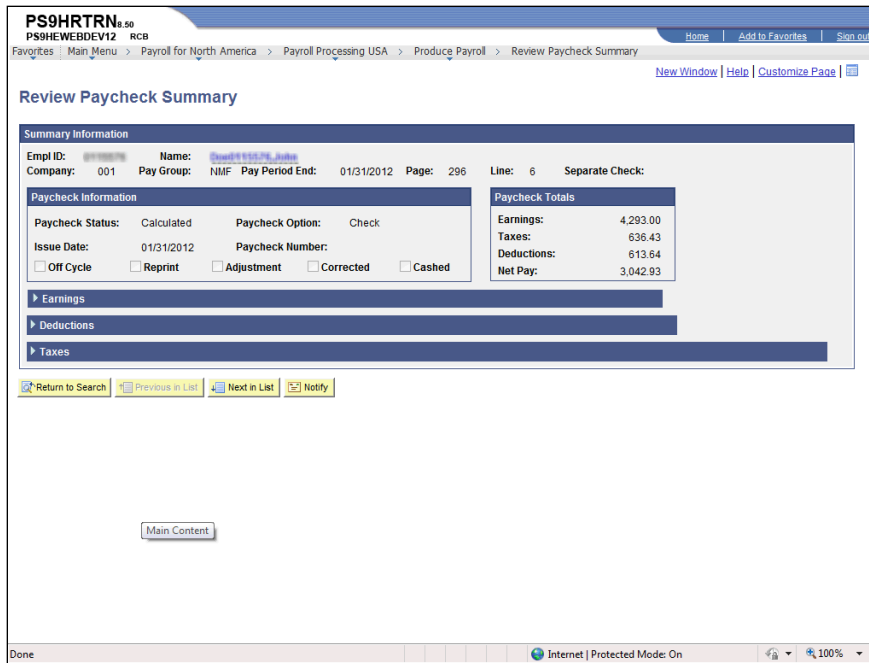 PS9HRTRN8.50
PS9HEWEBDEV12 RCB
Home | Add to Favorites | Sign out
Favorites Main Menu > Payroll for North America > Payroll Processing USA > Produce Payroll > Review Paycheck Summary
New Window | Help | Customize Page |
Review Paycheck Summary
Summary Information
Empl ID: Name:
Company: 001 Pay Group: NMF Pay Period End: 01/31/2012 Page: 296 Line: 6 Separate Check:
Paycheck Information
Paycheck Status: Calculated Paycheck Option: Check
Issue Date: 01/31/2012 Paycheck Number:
Off Cycle Reprint Adjustment Corrected Cashed
Paycheck Totals
Earnings: 4,293.00
Taxes: 636.43
Deductions: 613.64
Net Pay: 3,042.93
Earnings
Deductions
Taxes
Return to Search Previous in List Next in List Notify
Main Content
Done Internet | Protected Mode: On 100%